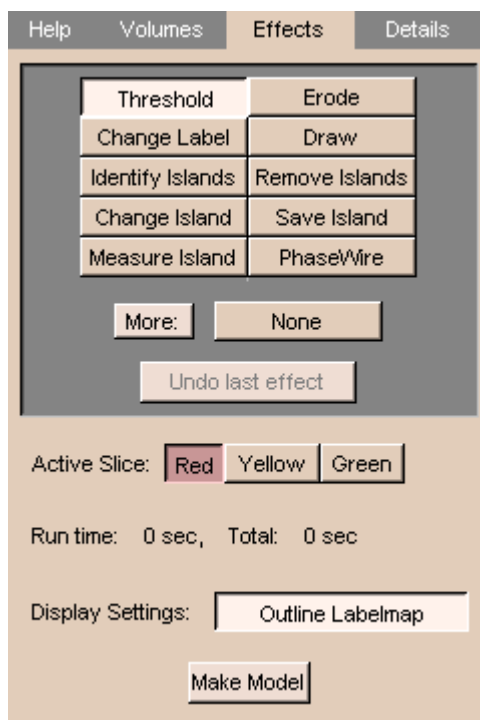 Help Volumes Effects Details
Threshold Erode
Change Label Draw
Identify Islands Remove Islands
Change Island Save Island
Measure Island PhaseWire
More: None
Undo last effect
Active Slice: Red Yellow Green
Run time: 0 sec, Total: 0 sec
Display Settings: Outline Labelmap
Make Model